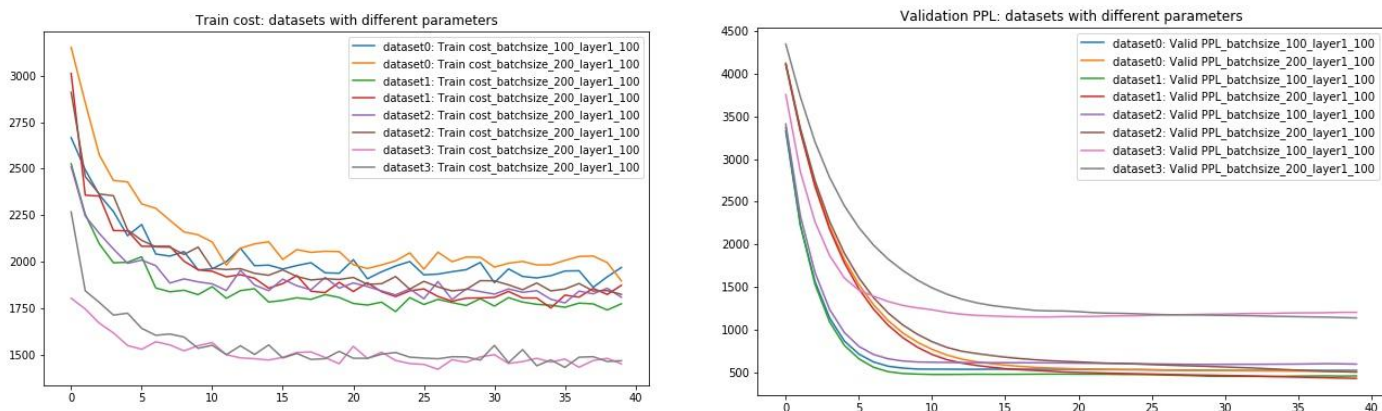 Train cost: datasets with different parameters
dataset0: Train cost_batchsize_100_layer1_100
dataset0: Train cost_batchsize_200_layer1_100
dataset1: Train cost_batchsize_200_layer1_100
dataset1: Train cost_batchsize_200_layer1_100
dataset2: Train cost_batchsize_200_layer1_100
dataset2: Train cost_batchsize_200_layer1_100
dataset3: Train cost_batchsize_200_layer1_100
dataset3: Train cost_batchsize_200_layer1_100
3000
2750
2500
2250
2000
1750
1500
0 5 10 15 20 25 30 35 40
Validation PPL: datasets with different parameters
dataset0: Valid PPL_batchsize_100_layer1_100
dataset0: Valid PPL_batchsize_200_layer1_100
dataset1: Valid PPL_batchsize_100_layer1_100
dataset1: Valid PPL_batchsize_200_layer1_100
dataset2: Valid PPL_batchsize_100_layer1_100
dataset2: Valid PPL_batchsize_200_layer1_100
dataset3: Valid PPL_batchsize_100_layer1_100
dataset3: Valid PPL_batchsize_200_layer1_100
4500
4000
3500
3000
2500
2000
1500
1000
500
0 5 10 15 20 25 30 35 40